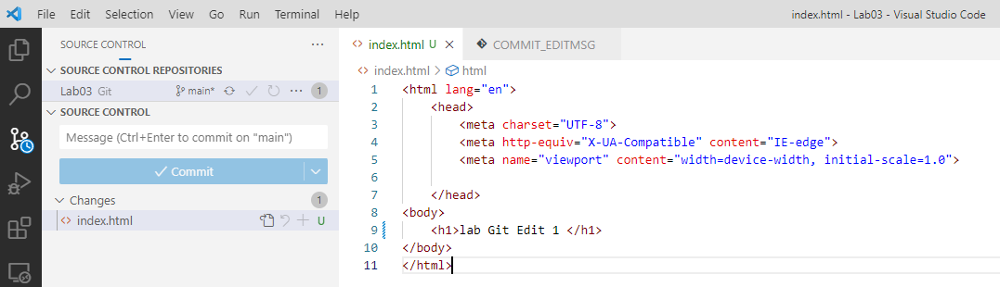 File Edit Selection View Go Run Terminal Help index.html - Lab03 - Visual Studio Code
SOURCE CONTROL
SOURCE CONTROL REPOSITORIES
Lab03 Git main* 1
SOURCE CONTROL
Message (Ctrl+Enter to commit on "main")
Commit
Changes 1
index.html U
index.html U COMMIT_EDITMSG
index.html > html
1 <html lang="en">
2 <head>
3 <meta charset="UTF-8">
4 <meta http-equiv="X-UA-Compatible" content="IE-edge">
5 <meta name="viewport" content="width=device-width, initial-scale=1.0">
6
7 </head>
8 <body>
9 <h1>lab Git Edit 1 </h1>
10 </body>
11 </html>